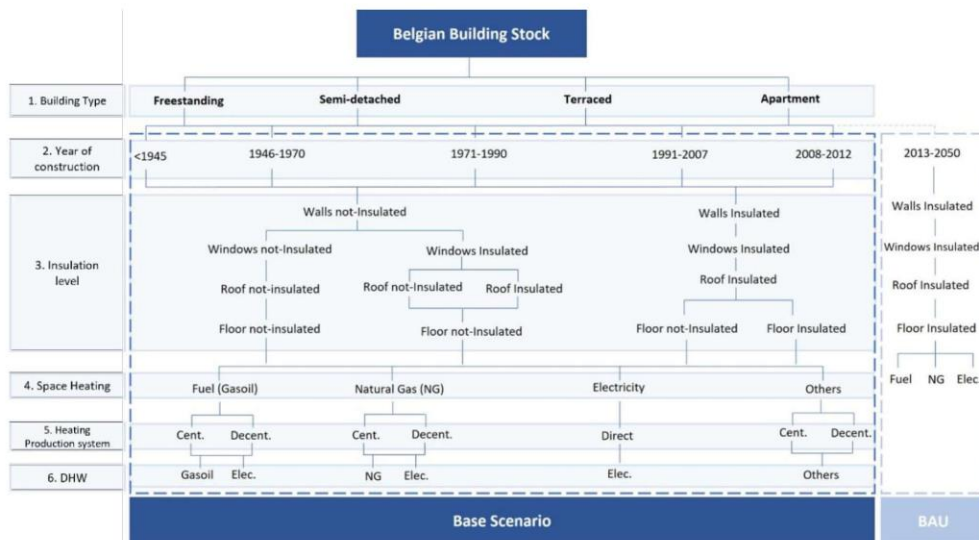 Belgian Building Stock
1. Building Type
Freestanding
Semi-detached
Terraced
Apartment
2. Year of
construction
<1945
1946-1970
1971-1990
1991-2007
2008-2012
2013-2050
3. Insulation
level
Walls not-Insulated
Walls Insulated
Walls Insulated
Windows not-Insulated
Windows Insulated
Windows Insulated
Windows Insulated
Roof not-insulated
Roof not-Insulated
Roof Insulated
Roof Insulated
Roof Insulated
Floor not-insulated
Floor not-Insulated
Floor not-Insulated
Floor Insulated
Floor Insulated
4. Space Heating
Fuel (Gasoil)
Natural Gas (NG)
Electricity
Others
Fuel
NG
Elec.
5. Heating
Production system
Cent.
Decent.
Cent.
Decent.
Direct
Cent.
Decent.
6. DHW
Gasoil
Elec.
NG
Elec.
Elec.
Others
Base Scenario
BAU